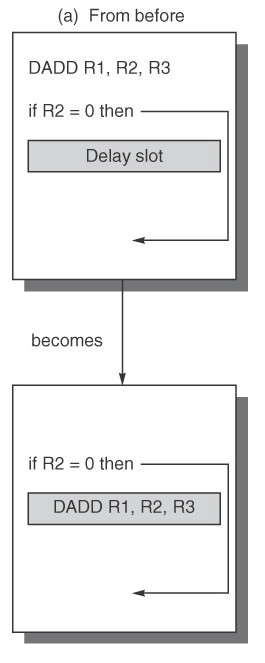 (a) From before
DADD R1, R2, R3
if R2 = 0 then
Delay slot
becomes
if R2 = 0 then
DADD R1, R2, R3